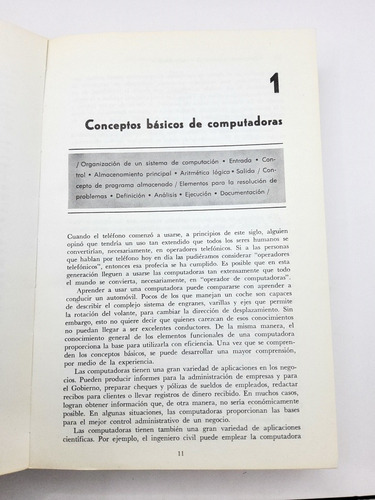 1
Conceptos básicos de computadoras
/ Organización de un sistema de computación • Entrada • Con-
trol • Almacenamiento principal • Aritmética lógica • Salida / Con-
cepto de programa almacenado / Elementos para la resolución de
problemas • Definición • Análisis • Ejecución • Documentación /
Cuando el teléfono comenzó a usarse, a principios de este siglo, alguien
opinó que tendría un uso tan extendido que todos los seres humanos se
convertirían, necesariamente, en operadores telefónicos. Si a las personas
que hablan por teléfono hoy en día las pudiéramos considerar "operadores
telefónicos", entonces esa profecía se ha cumplido. Es posible que en esta
generación lleguen a usarse las computadoras tan extensamente que todo
el mundo se convierta, necesariamente, en "operador de computadoras".
Aprender a usar una computadora puede compararse con aprender a
conducir un automóvil. Pocos de los que manejan un coche son capaces
de describir el complejo sistema de engranes, varillas y ejes que permite
la rotación del volante, para cambiar la dirección de desplazamiento. Sin
embargo, esto no quiere decir que quienes carezcan de esos conocimientos
no puedan llegar a ser excelentes conductores. De la misma manera, el
conocimiento general de los elementos funcionales de una computadora
proporciona la base para utilizarla con eficiencia. Una vez que se compren-
den los conceptos básicos, se puede desarrollar una mayor comprensión,
por medio de la experiencia.
Las computadoras tienen una gran variedad de aplicaciones en los nego-
cios. Pueden producir informes para la administración de empresas y para
el Gobierno, preparar cheques y pólizas de sueldos de empleados, redactar
recibos para clientes o llevar registros de dinero recibido. En muchos casos,
logran obtener información que, de otra manera, no sería económicamente
posible. En algunas situaciones, las computadoras proporcionan las bases
para el mejor control administrativo de un negocio.
Las computadoras tienen también una gran variedad de aplicaciones
científicas. Por ejemplo, el ingeniero civil puede emplear la computadora
11